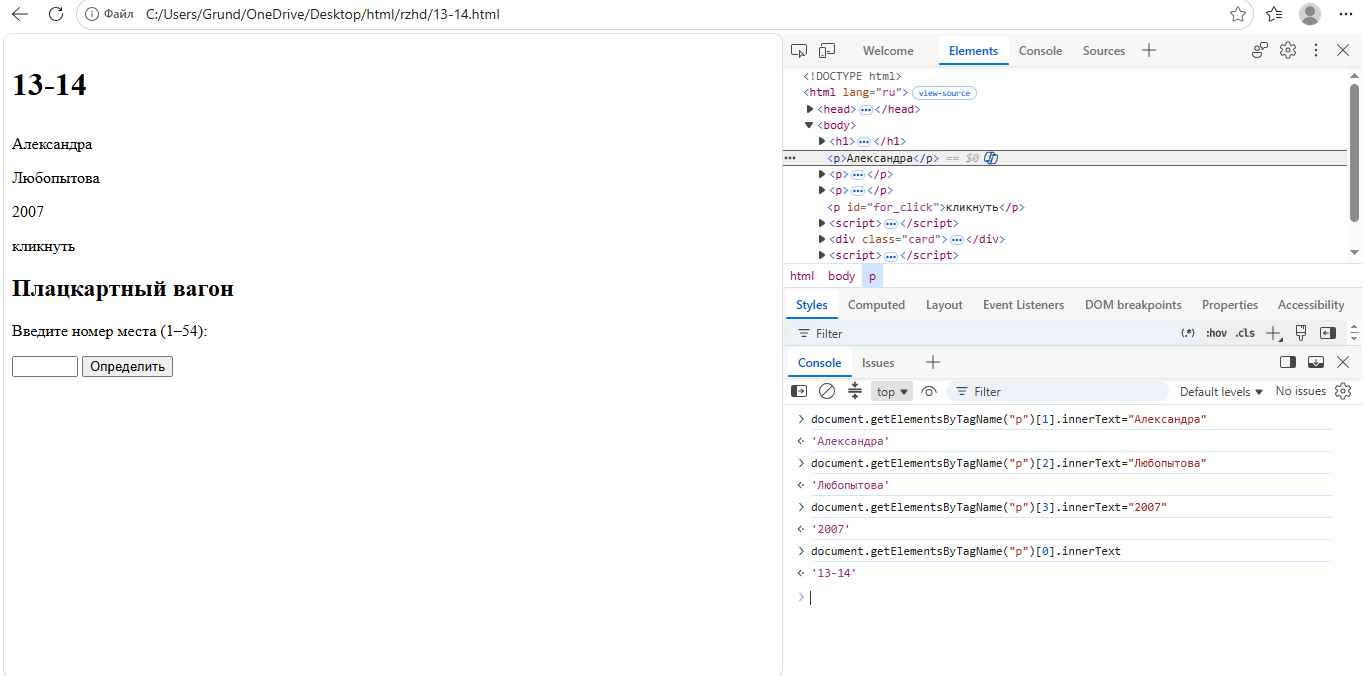 Файл C:/Users/Grund/OneDrive/Desktop/html/rzhd/13-14.html
13-14
Александра
Любопытова
2007
кликнуть
Плацкартный вагон
Введите номер места (1–54):
Определить
Welcome Elements Console Sources
<!DOCTYPE html>
<html lang="ru"> view-source
<head> ••• </head>
<body>
<h1> ••• </h1>
••• <p>Александра</p> == $0
<p> ••• </p>
<p> ••• </p>
<p id="for_click">кликнуть</p>
<script> ••• </script>
<div class="card"> ••• </div>
<script> ••• </script>
html body p
Styles Computed Layout Event Listeners DOM breakpoints Properties Accessibility
Filter (.*) :hov .cls
Console Issues
top Filter Default levels No issues
> document.getElementsByTagName("p")[1].innerText="Александра"
'Александра'
> document.getElementsByTagName("p")[2].innerText="Любопытова"
'Любопытова'
> document.getElementsByTagName("p")[3].innerText="2007"
'2007'
> document.getElementsByTagName("p")[0].innerText
'13-14'
>